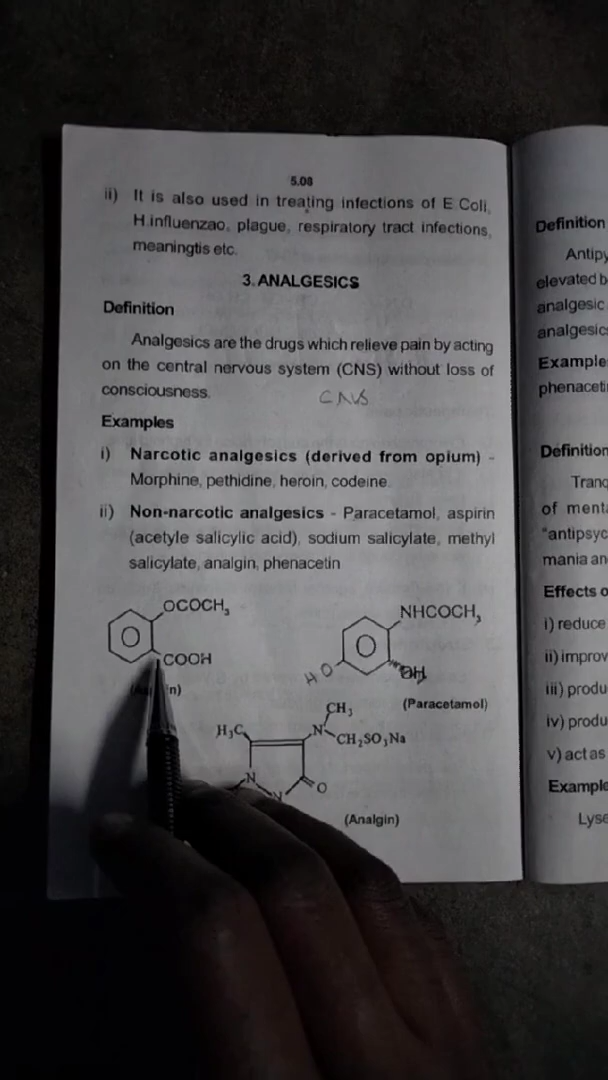 5.08
ii) It is also used in treating infections of E Coli,
H.influenzao, plague, respiratory tract infections,
meaningtis etc.
3. ANALGESICS
Definition
Analgesics are the drugs which relieve pain by acting
on the central nervous system (CNS) without loss of
consciousness.
CNS
Examples
i) Narcotic analgesics (derived from opium) -
Morphine, pethidine, heroin, codeine.
ii) Non-narcotic analgesics - Paracetamol, aspirin
(acetyle salicylic acid), sodium salicylate, methyl
salicylate, analgin, phenacetin
OCOCH₃
COOH
NHCOCH₃
HO
OH
(Paracetamol)
CH₃
H₃C
N
CH₂SO₃Na
N
N
O
(Analgin)
Definition
Antipy
elevated b
analgesic
analgesics
Example
phenaceti
Definition
Tranq
of menta
"antipsyc
mania an
Effects o
i) reduce
ii) improv
iii) produ
iv) produ
v) act as
Example
Lyse